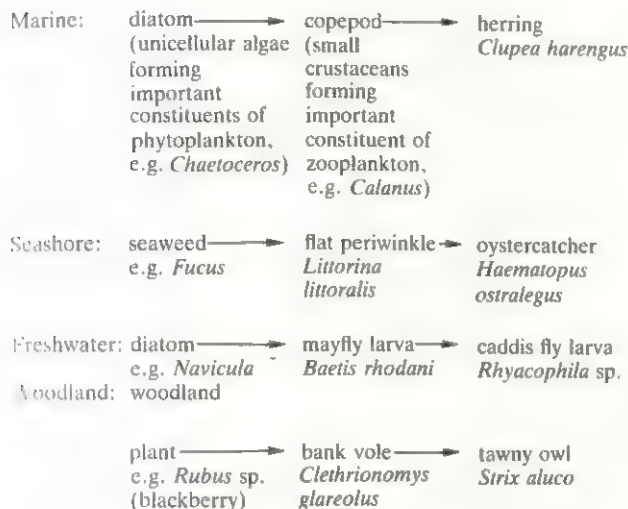 Marine: diatom → copepod → herring
(unicellular algae (small Clupea harengus
forming crustaceans
important forming
constituents of important
phytoplankton, constituent of
e.g. Chaetoceros) zooplankton,
e.g. Calanus)
Seashore: seaweed → flat periwinkle → oystercatcher
e.g. Fucus Littorina Haematopus
littoralis ostralegus
Freshwater: diatom → mayfly larva → caddis fly larva
e.g. Navicula Baetis rhodani Rhyacophila sp.
Woodland: woodland
plant → bank vole → tawny owl
e.g. Rubus sp. Clethrionomys Strix aluco
(blackberry) glareolus